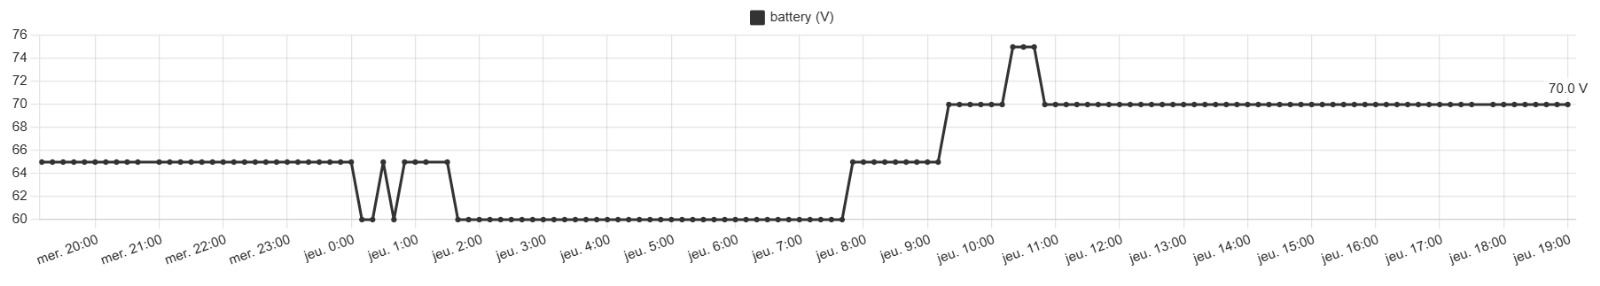 battery (V)
76
74
72
70
68
66
64
62
60
70.0 V
mer. 20:00
mer. 21:00
mer. 22:00
mer. 23:00
jeu. 0:00
jeu. 1:00
jeu. 2:00
jeu. 3:00
jeu. 4:00
jeu. 5:00
jeu. 6:00
jeu. 7:00
jeu. 8:00
jeu. 9:00
jeu. 10:00
jeu. 11:00
jeu. 12:00
jeu. 13:00
jeu. 14:00
jeu. 15:00
jeu. 16:00
jeu. 17:00
jeu. 18:00
jeu. 19:00